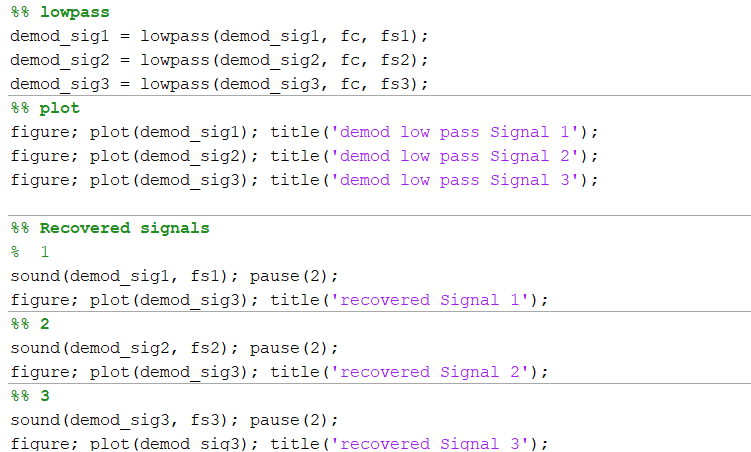 %% lowpass
demod_sig1 = lowpass(demod_sig1, fc, fs1);
demod_sig2 = lowpass(demod_sig2, fc, fs2);
demod_sig3 = lowpass(demod_sig3, fc, fs3);
%% plot
figure; plot(demod_sig1); title('demod low pass Signal 1');
figure; plot(demod_sig2); title('demod low pass Signal 2');
figure; plot(demod_sig3); title('demod low pass Signal 3');
%% Recovered signals
%  1
sound(demod_sig1, fs1); pause(2);
figure; plot(demod_sig3); title('recovered Signal 1');
%% 2
sound(demod_sig2, fs2); pause(2);
figure; plot(demod_sig3); title('recovered Signal 2');
%% 3
sound(demod_sig3, fs3); pause(2);
figure; plot(demod_sig3); title('recovered Signal 3');